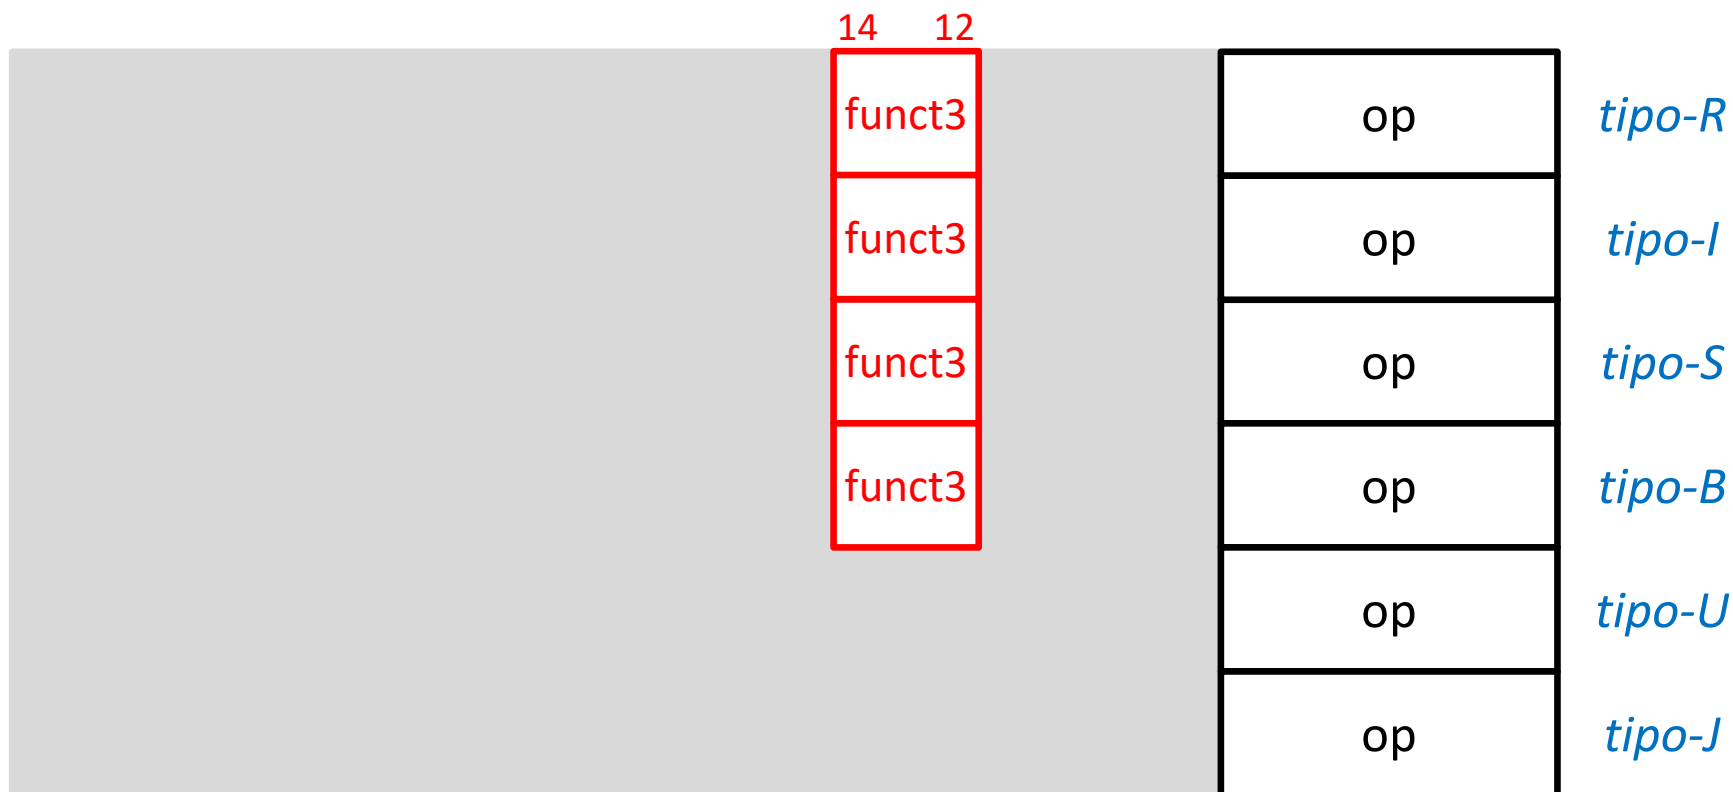 14 12
funct3 op tipo-R
funct3 op tipo-I
funct3 op tipo-S
funct3 op tipo-B
op tipo-U
op tipo-J